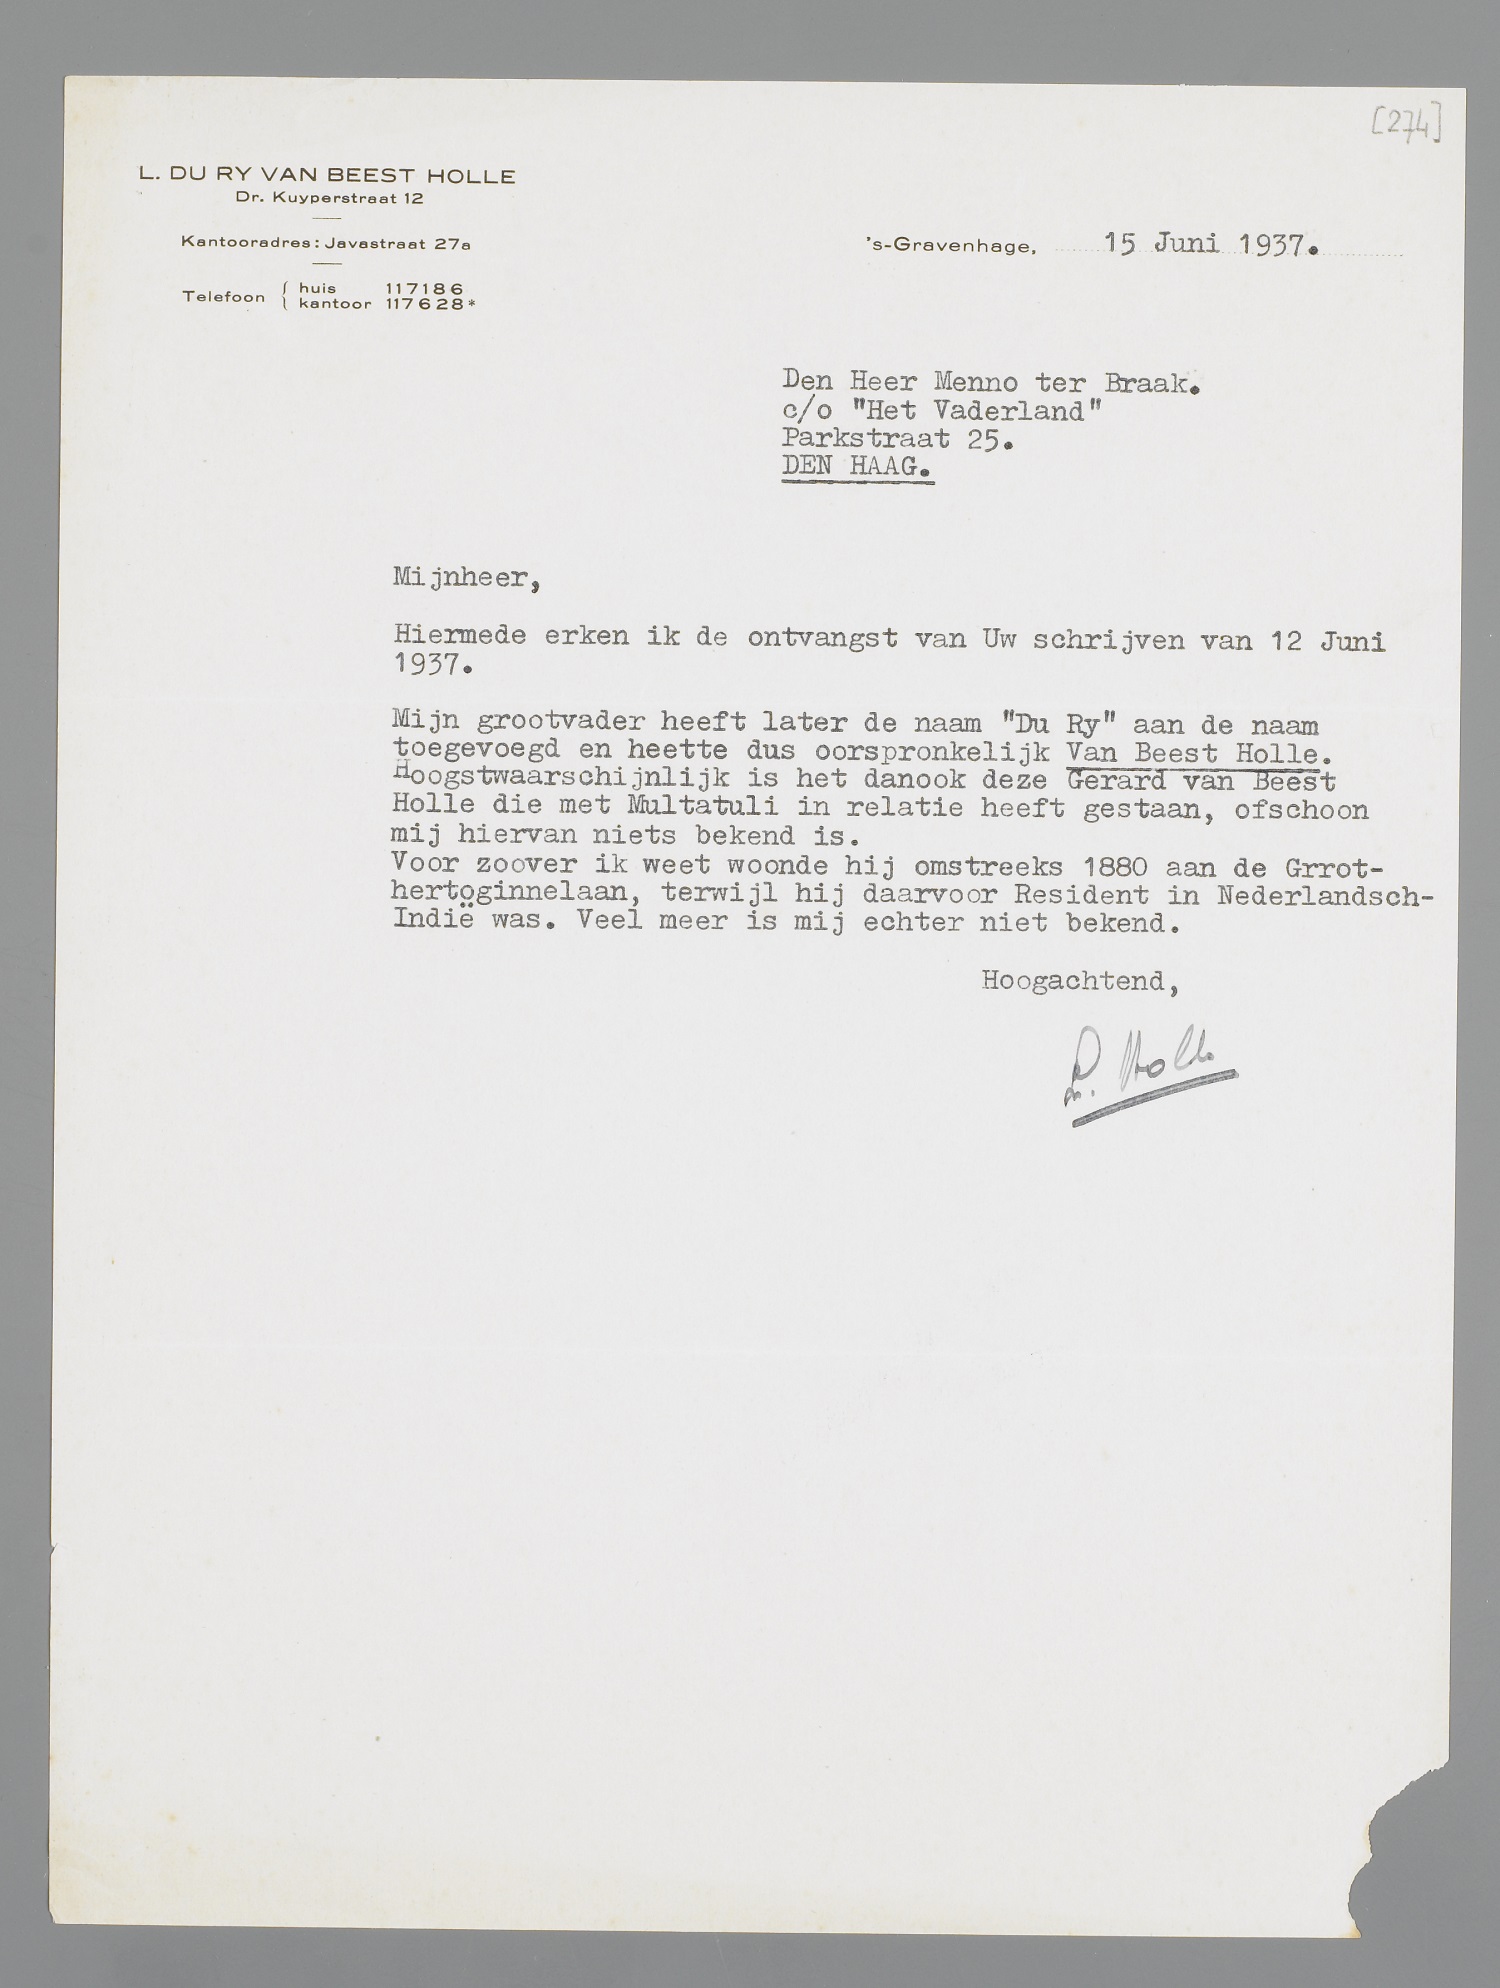 [274]
L. DU RY VAN BEEST HOLLE
Dr. Kuyperstraat 12
Kantooradres: Javastraat 27a
Telefoon { huis 117186
kantoor 117628*
's-Gravenhage, 15 Juni 1937.
Den Heer Menno ter Braak.
c/o "Het Vaderland"
Parkstraat 25.
DEN HAAG.
Mijnheer,
Hiermede erken ik de ontvangst van Uw schrijven van 12 Juni
1937.
Mijn grootvader heeft later de naam "Du Ry" aan de naam
toegevoegd en heette dus oorspronkelijk Van Beest Holle.
Hoogstwaarschijnlijk is het danook deze Gerard van Beest
Holle die met Multatuli in relatie heeft gestaan, ofschoon
mij hiervan niets bekend is.
Voor zoover ik weet woonde hij omstreeks 1880 aan de Grrot-
hertoginnelaan, terwijl hij daarvoor Resident in Nederlandsch-
Indië was. Veel meer is mij echter niet bekend.
Hoogachtend,
L. Holle